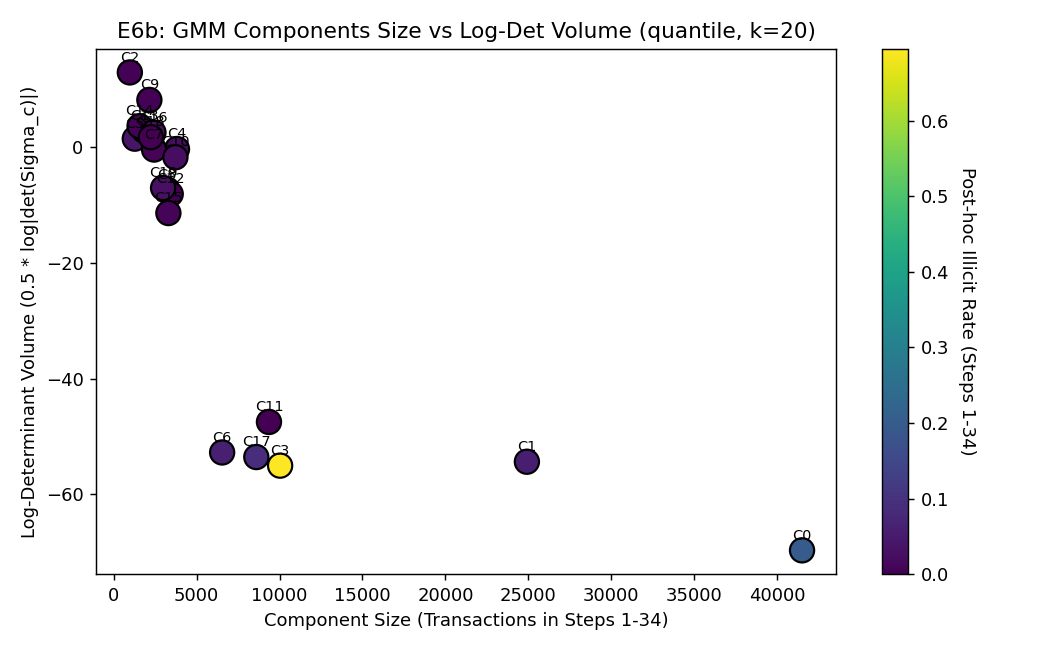 E6b: GMM Components Size vs Log-Det Volume (quantile, k=20)
Log-Determinant Volume (0.5 * log|det(Sigma_c)|)
0
−20
−40
−60
C2
C9
C4
C11
C6
C17
C3
C1
C0
0
5000
10000
15000
20000
25000
30000
35000
40000
Component Size (Transactions in Steps 1-34)
0.6
0.5
0.4
0.3
0.2
0.1
0.0
Post-hoc Illicit Rate (Steps 1-34)